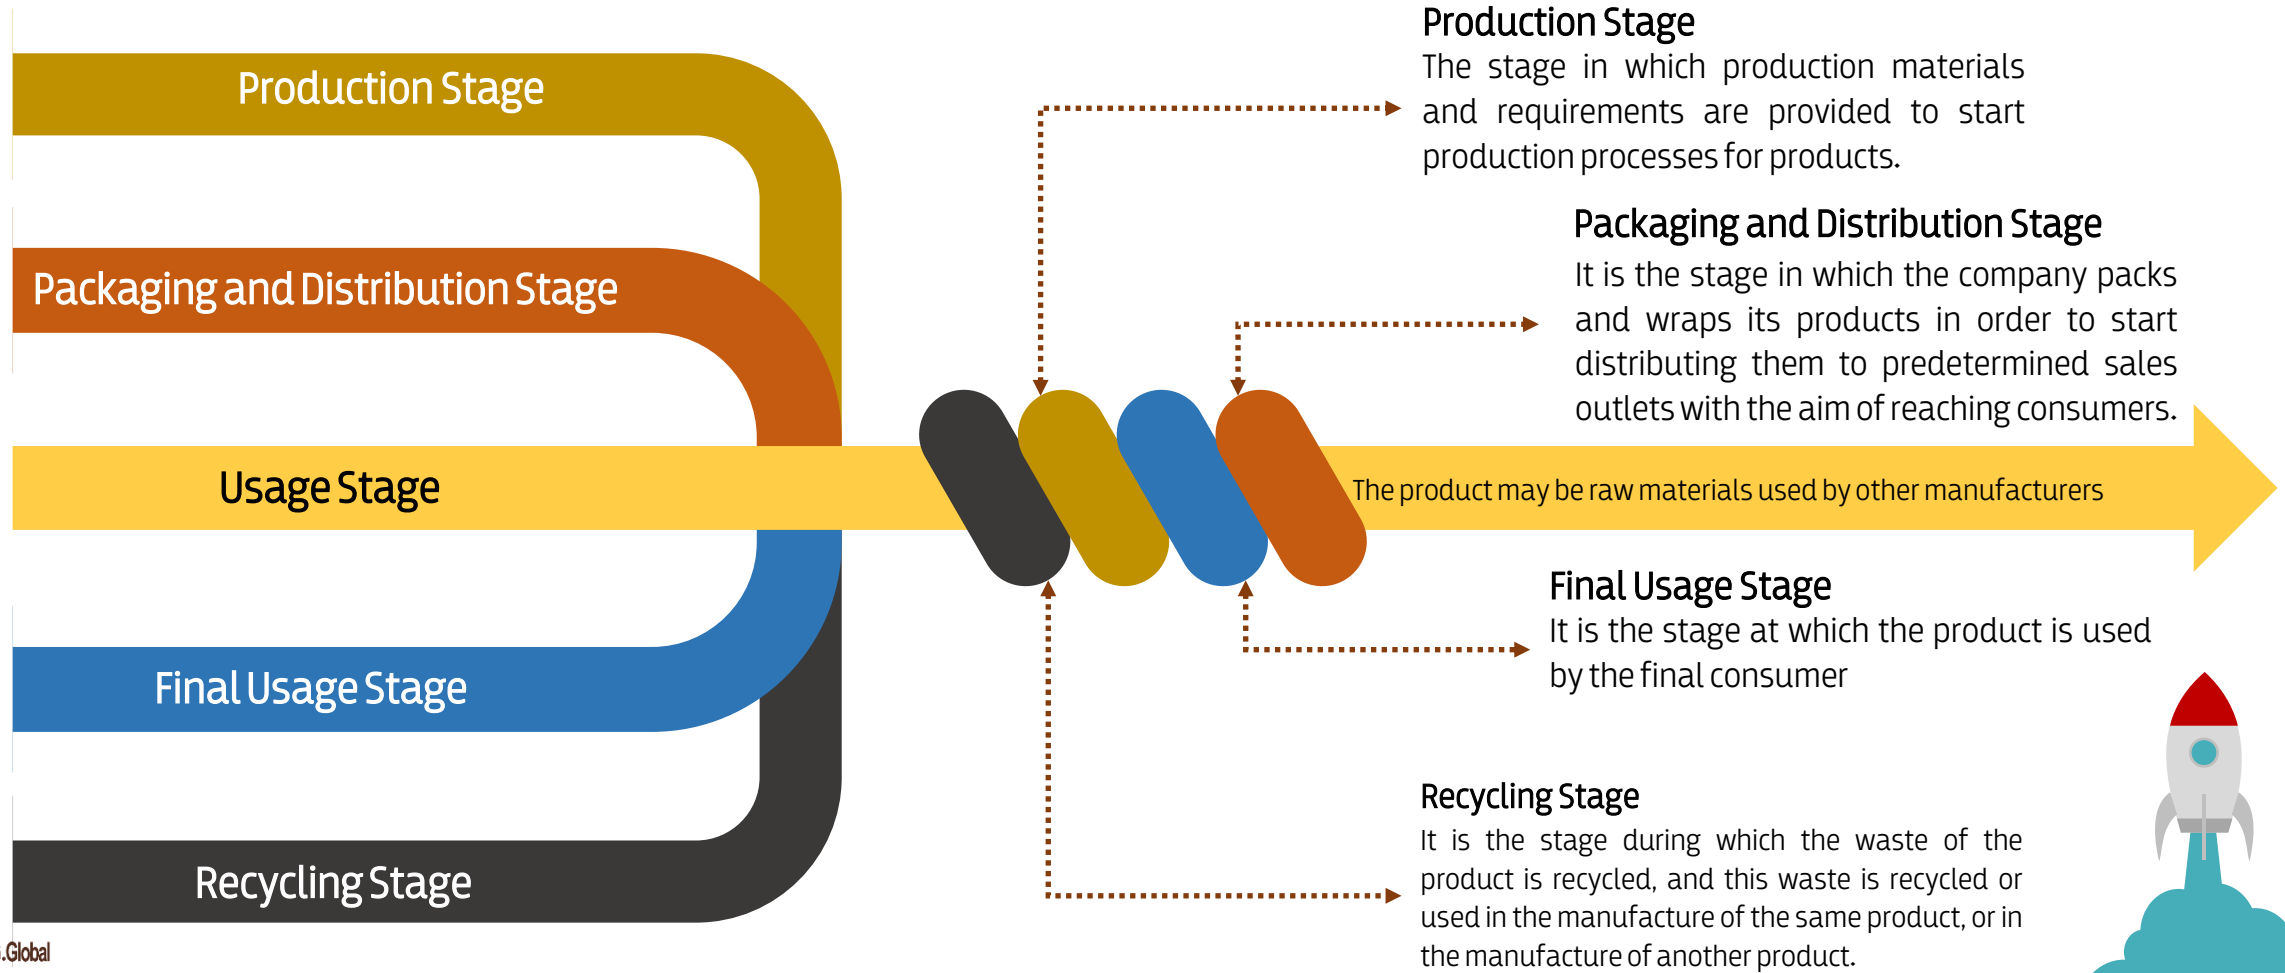 Production Stage
Packaging and Distribution Stage
Usage Stage
Final Usage Stage
Recycling Stage
.Global
Production Stage
The stage in which production materials
and requirements are provided to start
production processes for products.
Packaging and Distribution Stage
It is the stage in which the company packs
and wraps its products in order to start
distributing them to predetermined sales
outlets with the aim of reaching consumers.
The product may be raw materials used by other manufacturers
Final Usage Stage
It is the stage at which the product is used
by the final consumer
Recycling Stage
It is the stage during which the waste of the
product is recycled, and this waste is recycled or
used in the manufacture of the same product, or in
the manufacture of another product.